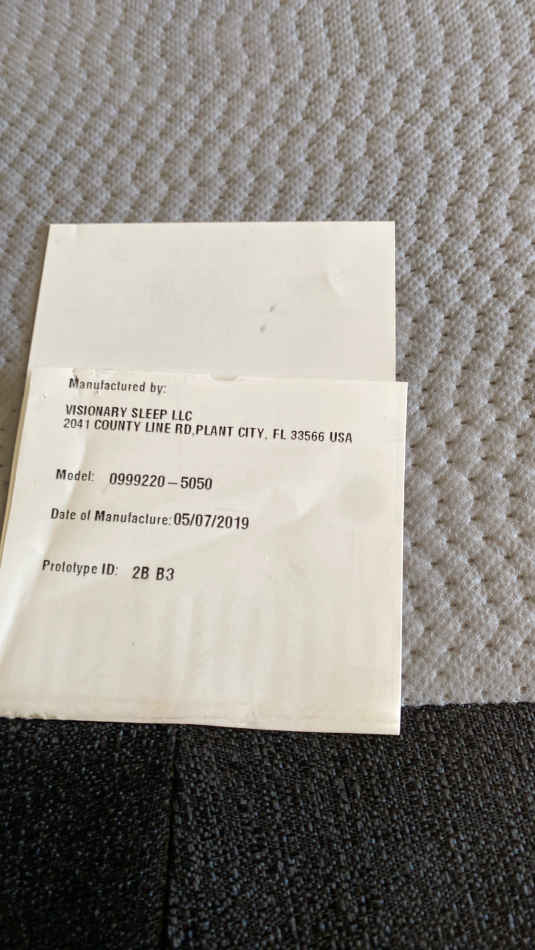 Manufactured by:
VISIONARY SLEEP LLC
2041 COUNTY LINE RD,PLANT CITY, FL 33566 USA
Model: 0999220-5050
Date of Manufacture: 05/07/2019
Prototype ID: 2B B3